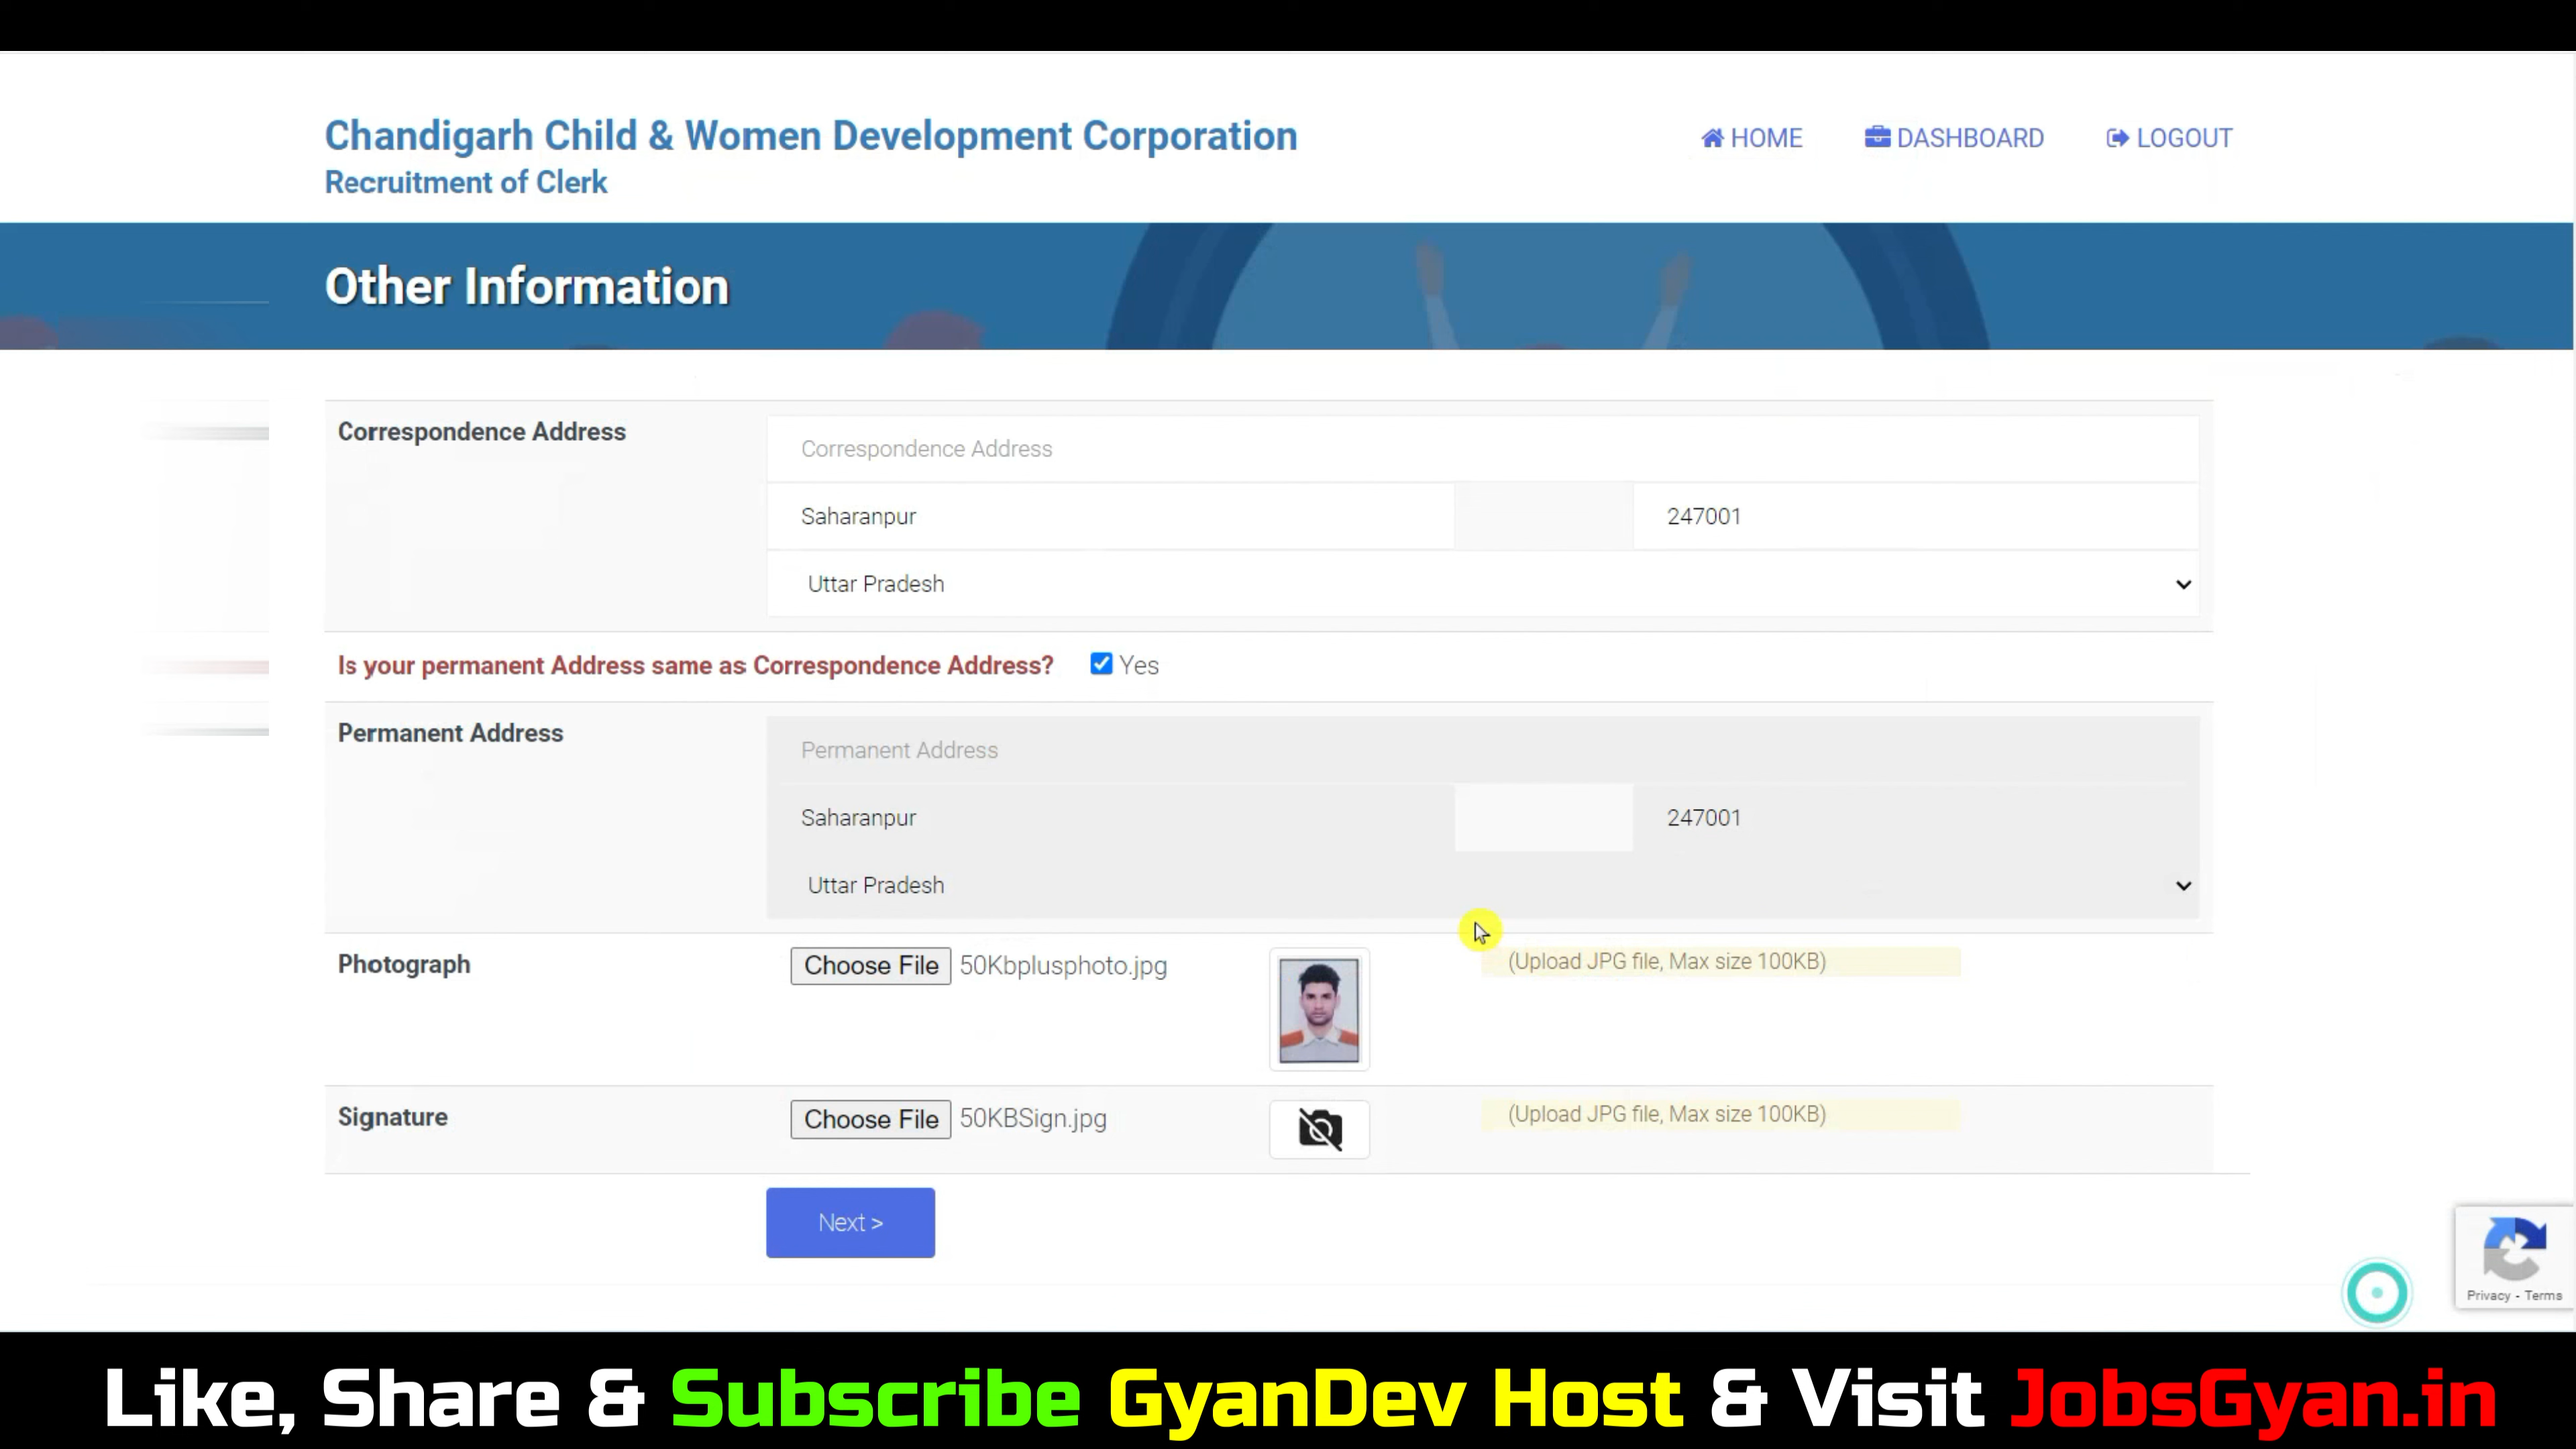 Chandigarh Child & Women Development Corporation
Recruitment of Clerk
HOME
DASHBOARD
LOGOUT
Other Information
Correspondence Address
Correspondence Address
Saharanpur
247001
Uttar Pradesh
Is your permanent Address same as Correspondence Address?
Yes
Permanent Address
Permanent Address
Saharanpur
247001
Uttar Pradesh
Photograph
Choose File 50Kbplusphoto.jpg
(Upload JPG file, Max size 100KB)
Signature
Choose File 50KBSign.jpg
(Upload JPG file, Max size 100KB)
Next >
Privacy - Terms
Like, Share & Subscribe GyanDev Host & Visit JobsGyan.in